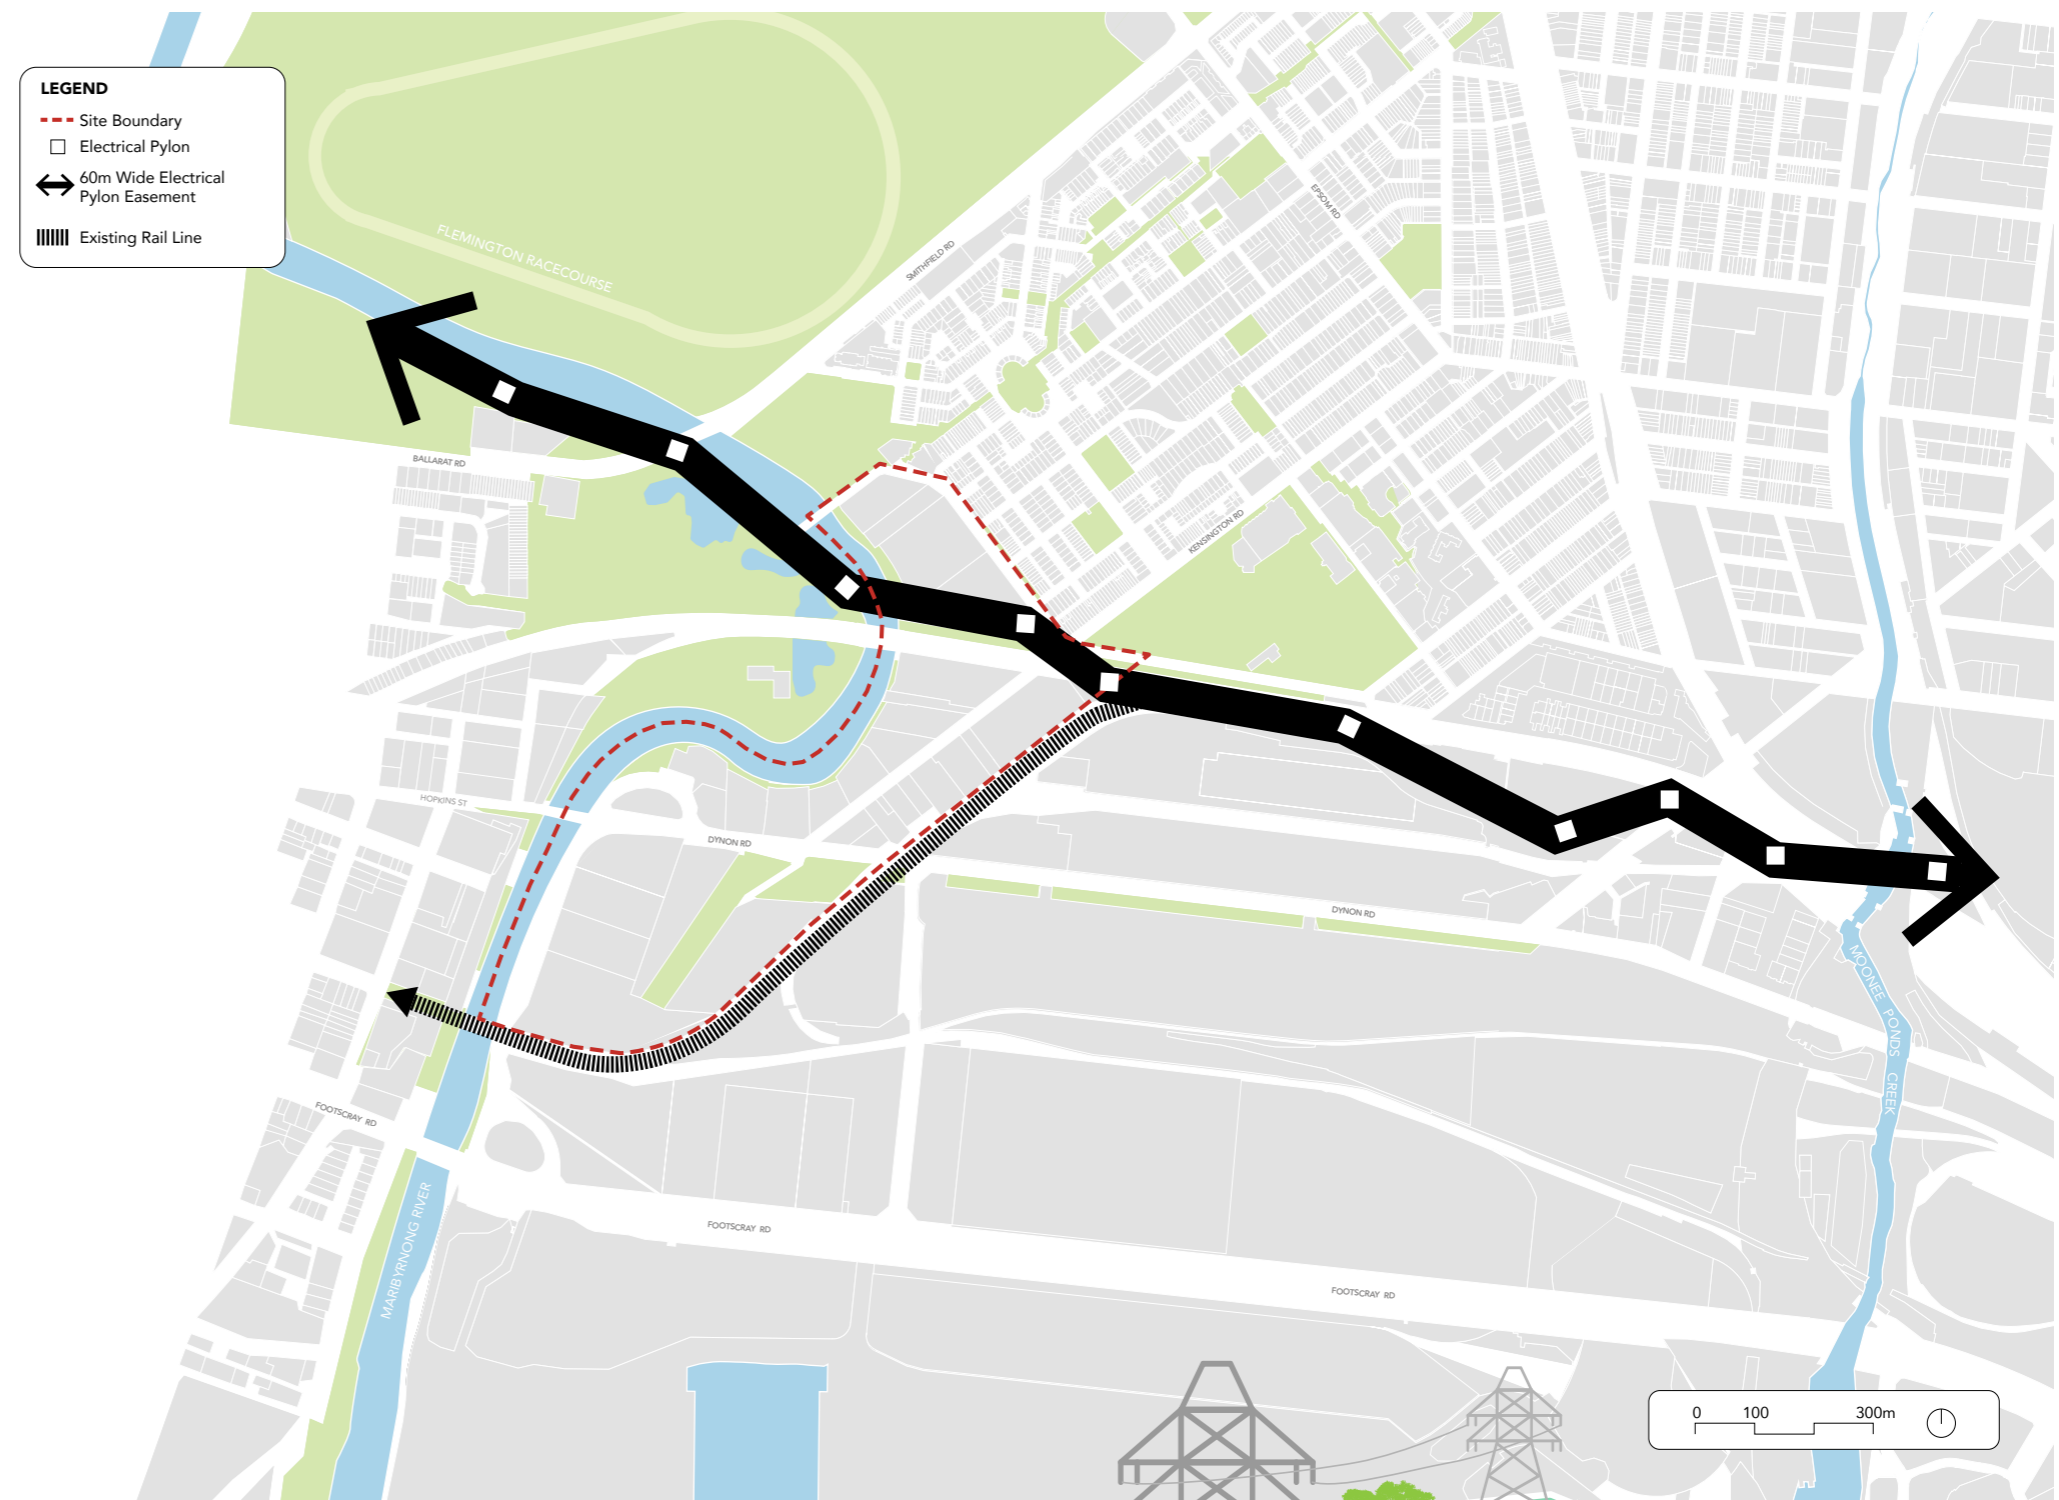 LEGEND
Site Boundary
Electrical Pylon
60m Wide Electrical
Pylon Easement
Existing Rail Line
FLEMINGTON RACECOURSE
SMITHFIELD RD
EPSOM RD
BALLARAT RD
KENSINGTON RD
HOPKINS ST
DYNON RD
DYNON RD
MOONEE PONDS CREEK
FOOTSCRAY RD
MARIBYRNONG RIVER
FOOTSCRAY RD
FOOTSCRAY RD
0 100 300m